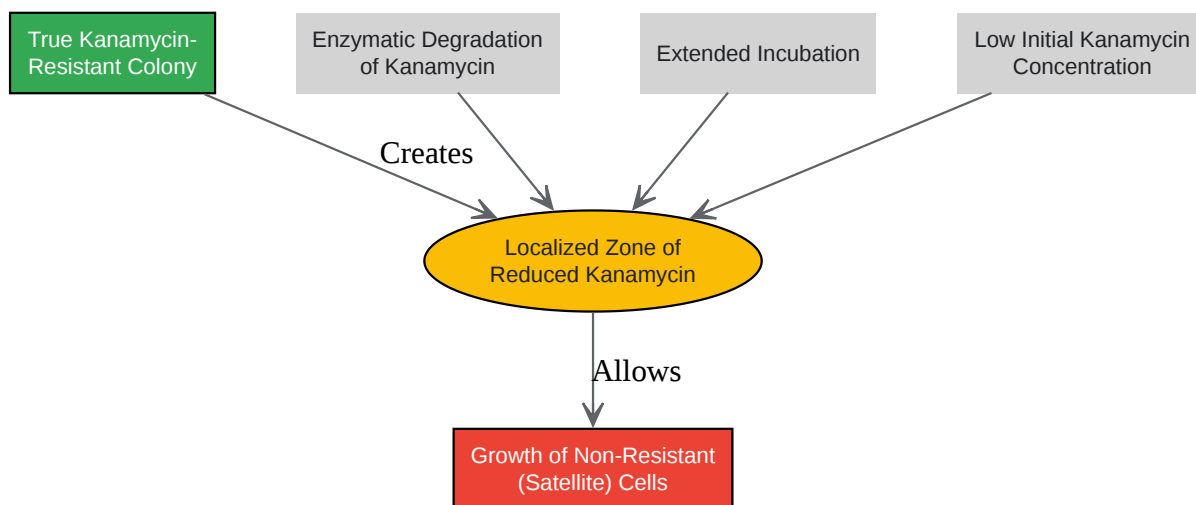 True Kanamycin-
Resistant Colony
Enzymatic Degradation
of Kanamycin
Extended Incubation
Low Initial Kanamycin
Concentration
Creates
Localized Zone of
Reduced Kanamycin
Allows
Growth of Non-Resistant
(Satellite) Cells